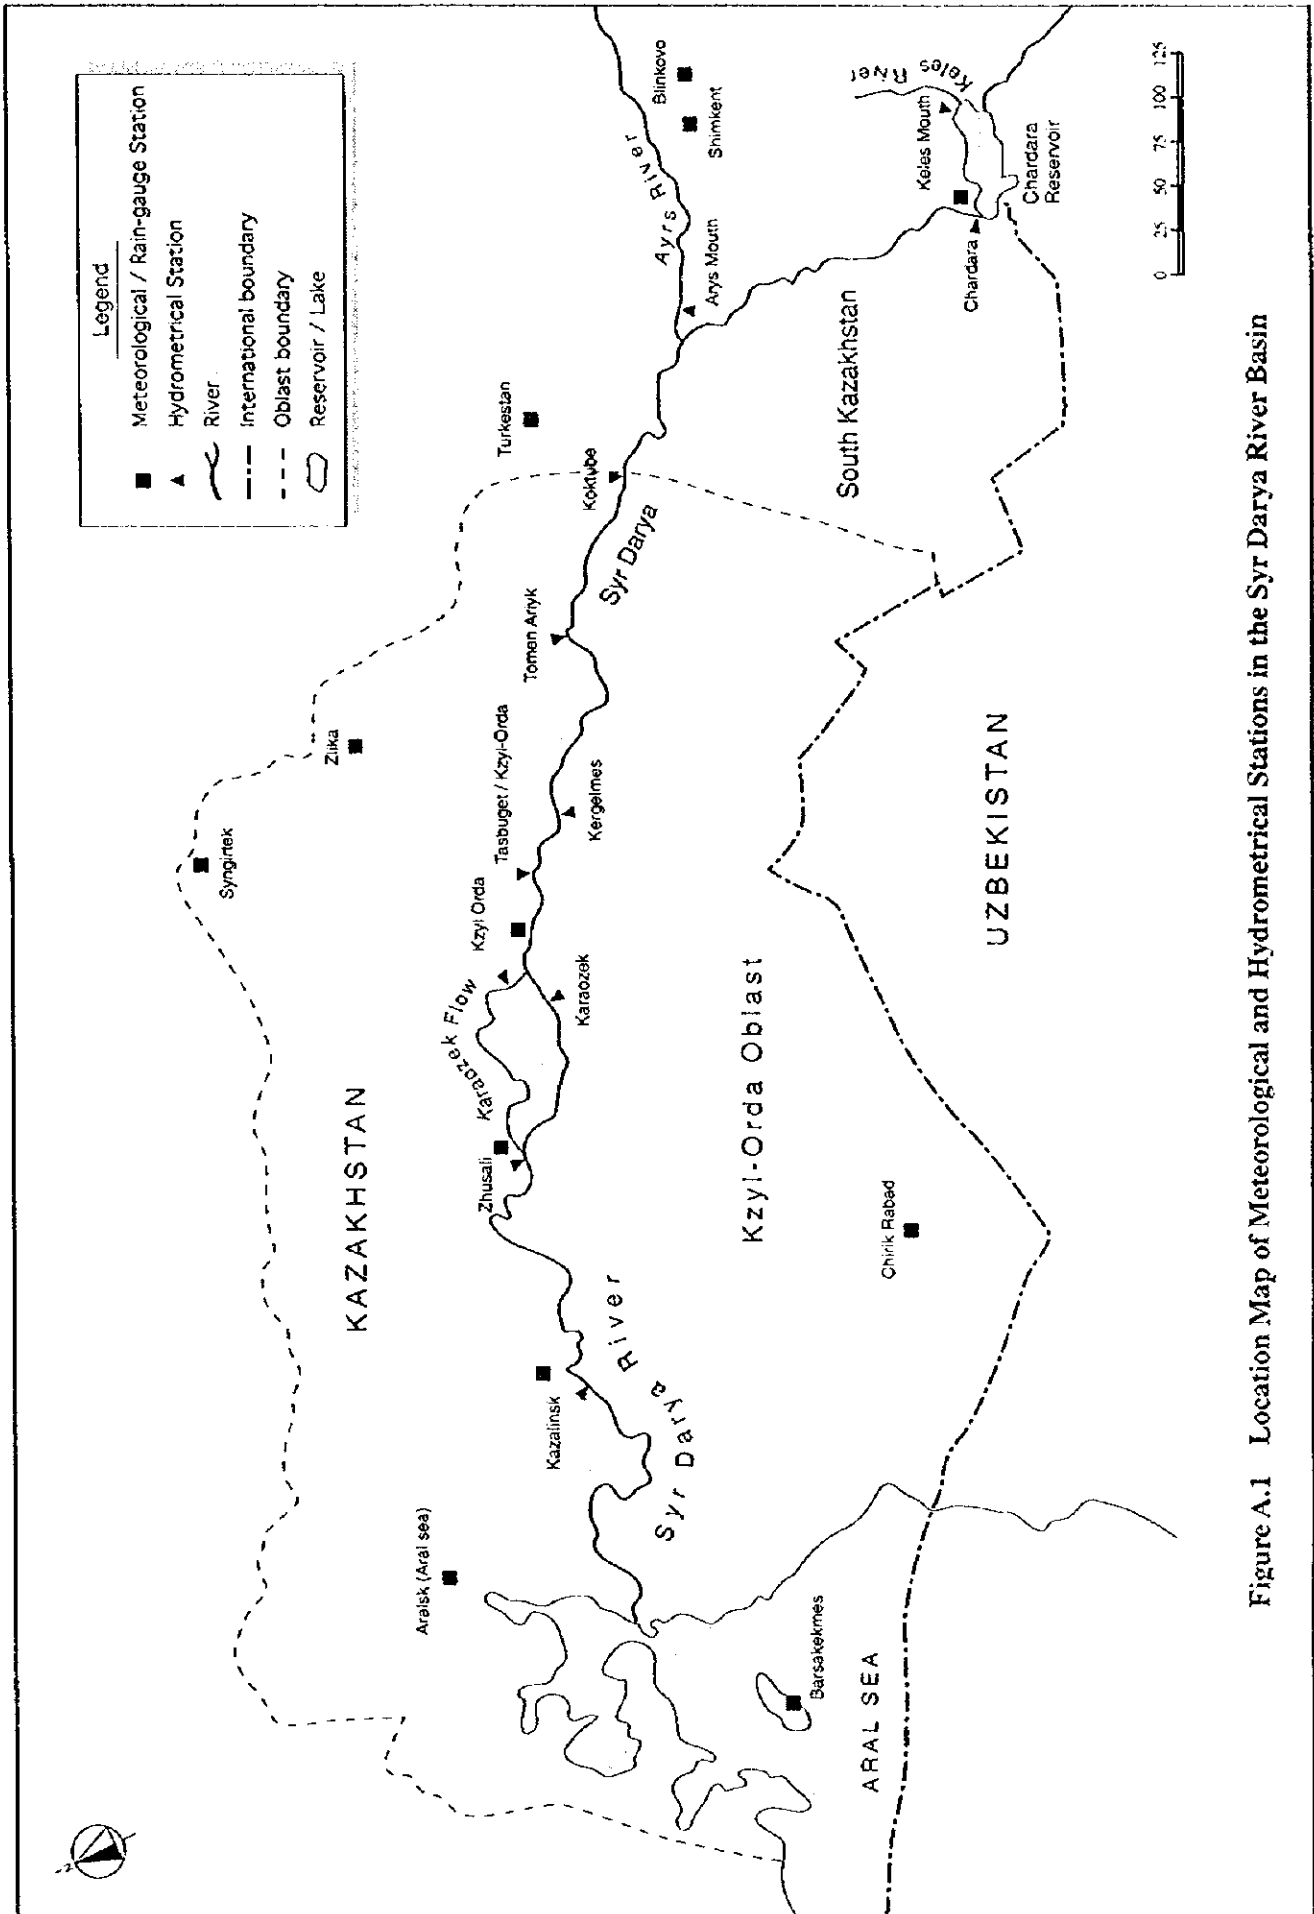 Legend
Meteorological / Rain-gauge Station
Hydrometrical Station
River
International boundary
Oblast boundary
Reservoir / Lake
Syngirtek
Zlika
Turkestan
Blinkovo
Shimkent
Ayrs River
Arys Mouth
KAZAKHSTAN
Aralsk (Aral sea)
Kazalinsk
Zhusali
Karaozek Flow
Kzyl Orda
Tasbuget / Kzyl-Orda
Tomen Ariyk
Koktube
Karaozek
Kergelmes
Syr Darya
Syr Darya River
South Kazakhstan
Keles River
Keles Mouth
Chardara
Chardara
Reservoir
Kzyl-Orda Oblast
Chirik Rabad
Barsakekmes
ARAL SEA
UZBEKISTAN
0 25 50 75 100 125
Figure A.1 Location Map of Meteorological and Hydrometrical Stations in the Syr Darya River Basin